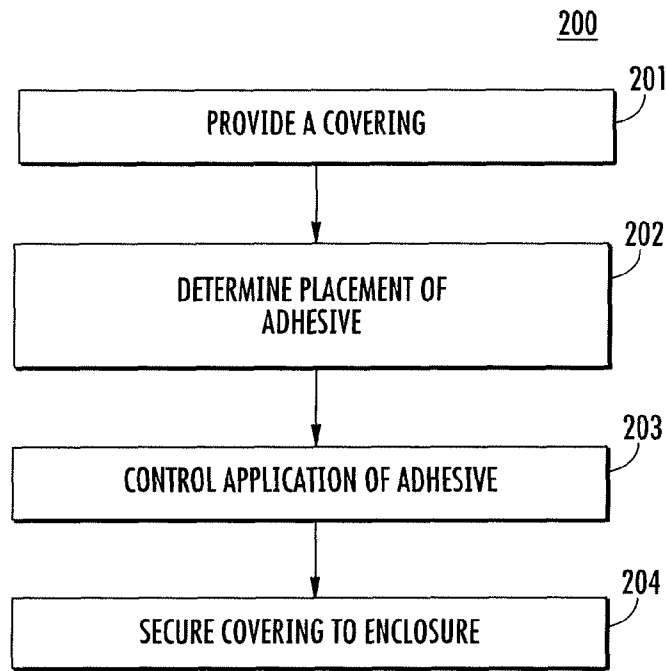 200
201
PROVIDE A COVERING
202
DETERMINE PLACEMENT OF
ADHESIVE
203
CONTROL APPLICATION OF ADHESIVE
204
SECURE COVERING TO ENCLOSURE